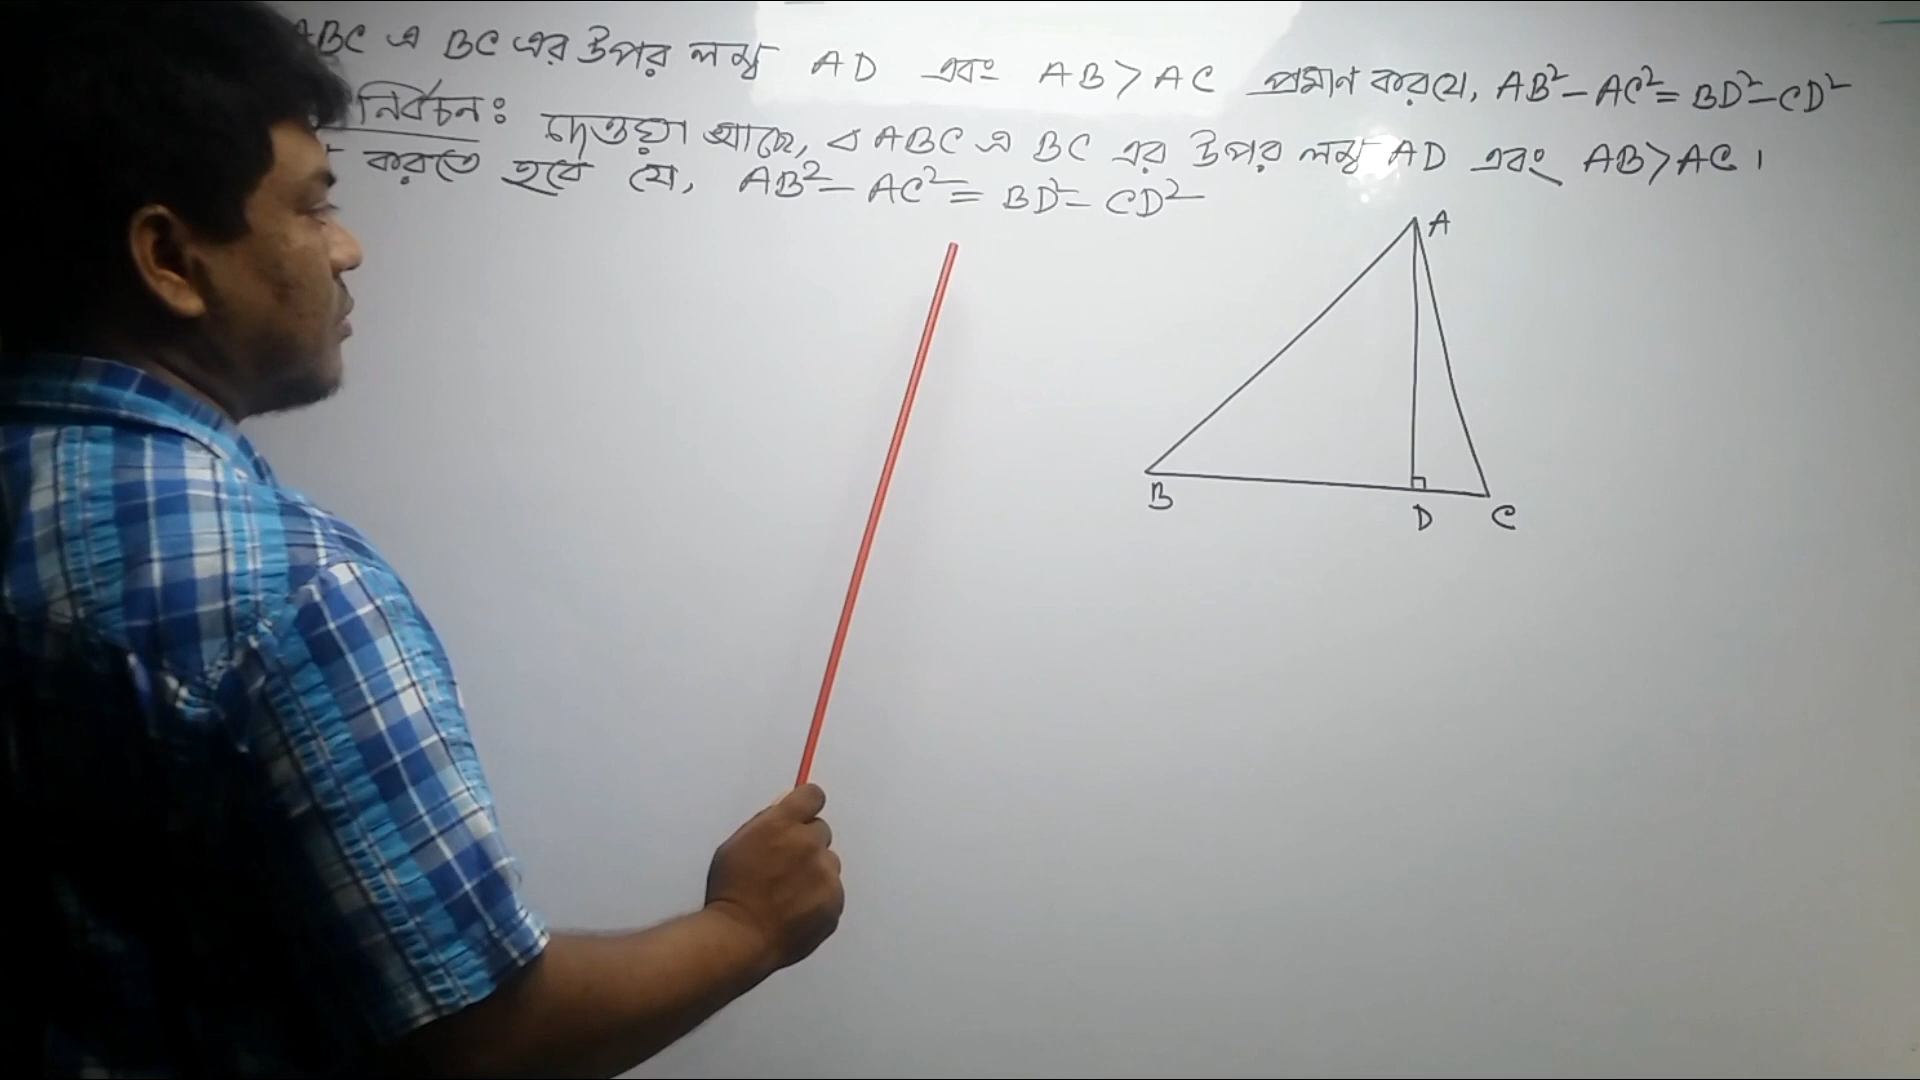 ABC এ BC এর উপর লম্ব AD এবং AB > AC প্রমাণ কর যে, AB² – AC² = BD² – CD²
নির্বচন: দেওয়া আছে, △ ABC এ BC এর উপর লম্ব AD এবং AB > AC ।
করতে হবে যে, AB² – AC² = BD² – CD²
A
B
D C